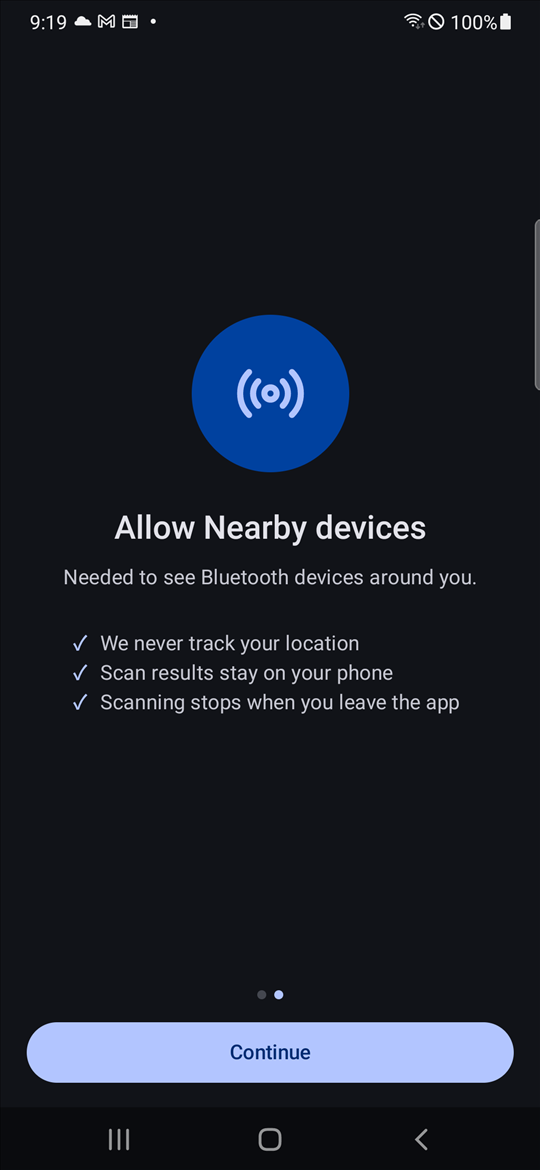 9:19 100%
Allow Nearby devices
Needed to see Bluetooth devices around you.
✓ We never track your location
✓ Scan results stay on your phone
✓ Scanning stops when you leave the app
Continue